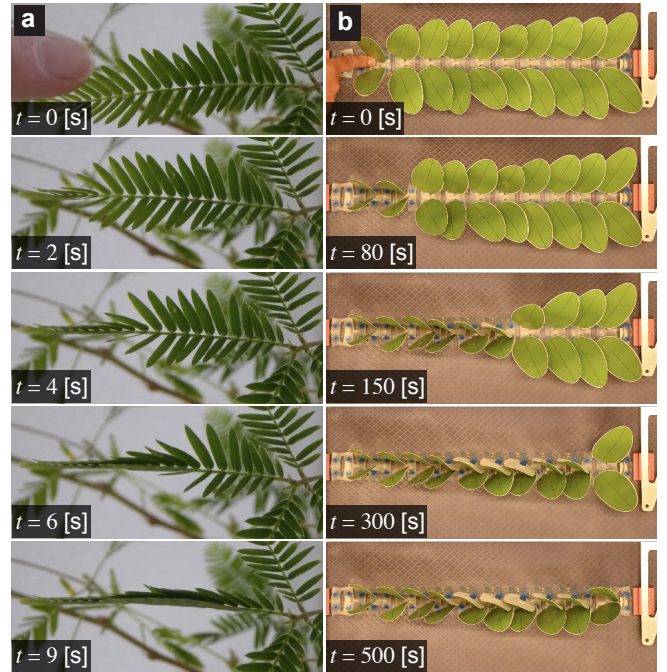 a
t = 0 [s]
t = 2 [s]
t = 4 [s]
t = 6 [s]
t = 9 [s]
b
t = 0 [s]
t = 80 [s]
t = 150 [s]
t = 300 [s]
t = 500 [s]